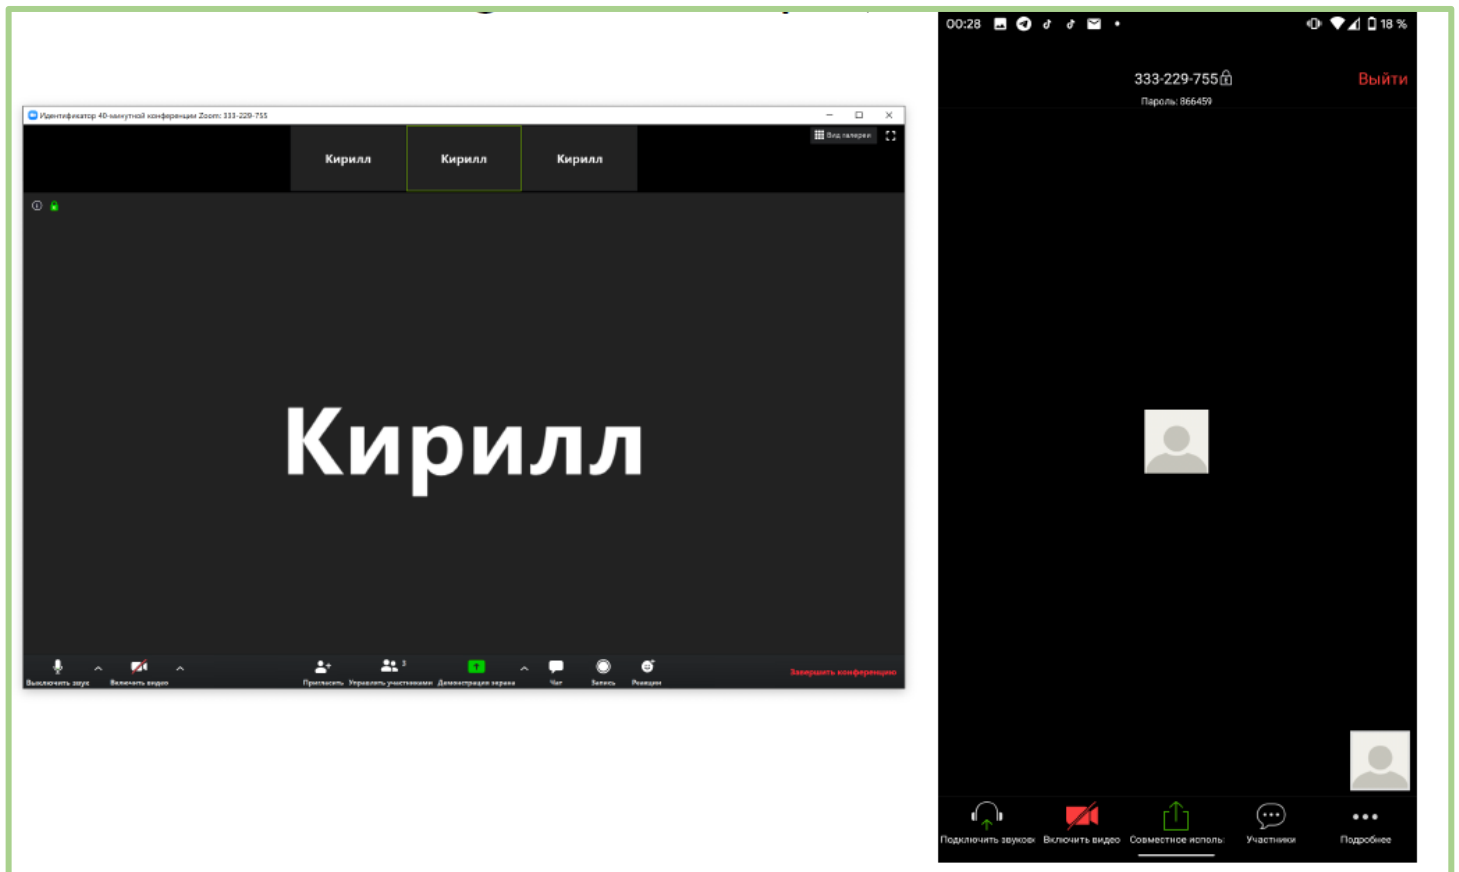 Идентификатор 40-минутной конференции Zoom: 333-229-755
Кирилл Кирилл Кирилл
Вид галереи
Кирилл
Выключить звук Включить видео Пригласить Управлять участниками 3 Демонстрация экрана Чат Запись Реакции Завершить конференцию
00:28 18 %
333-229-755 Выйти
Пароль: 866459
Подключить звуков Включить видео Совместное исполь Участники Подробнее